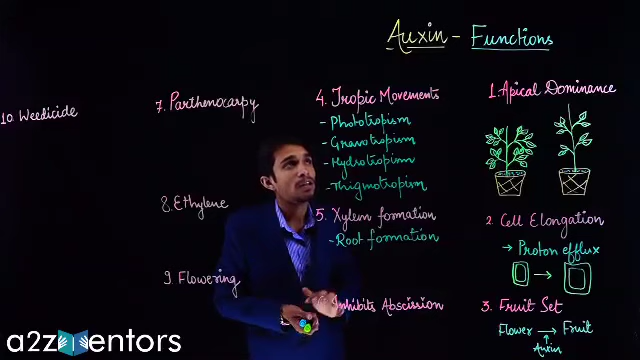 Auxin - Functions
1. Apical Dominance
2. Cell Elongation
→ Proton efflux
3. Fruit Set
Flower → Fruit
Auxin
4. Tropic Movements
- Phototropism
- Gravotropism
- Hydrotropism
- Thigmotropism
5. Xylem formation
- Root formation
Inhibits Abscission
7. Parthenocarpy
8. Ethylene
9. Flowering
10. Weedicide
a2z mentors